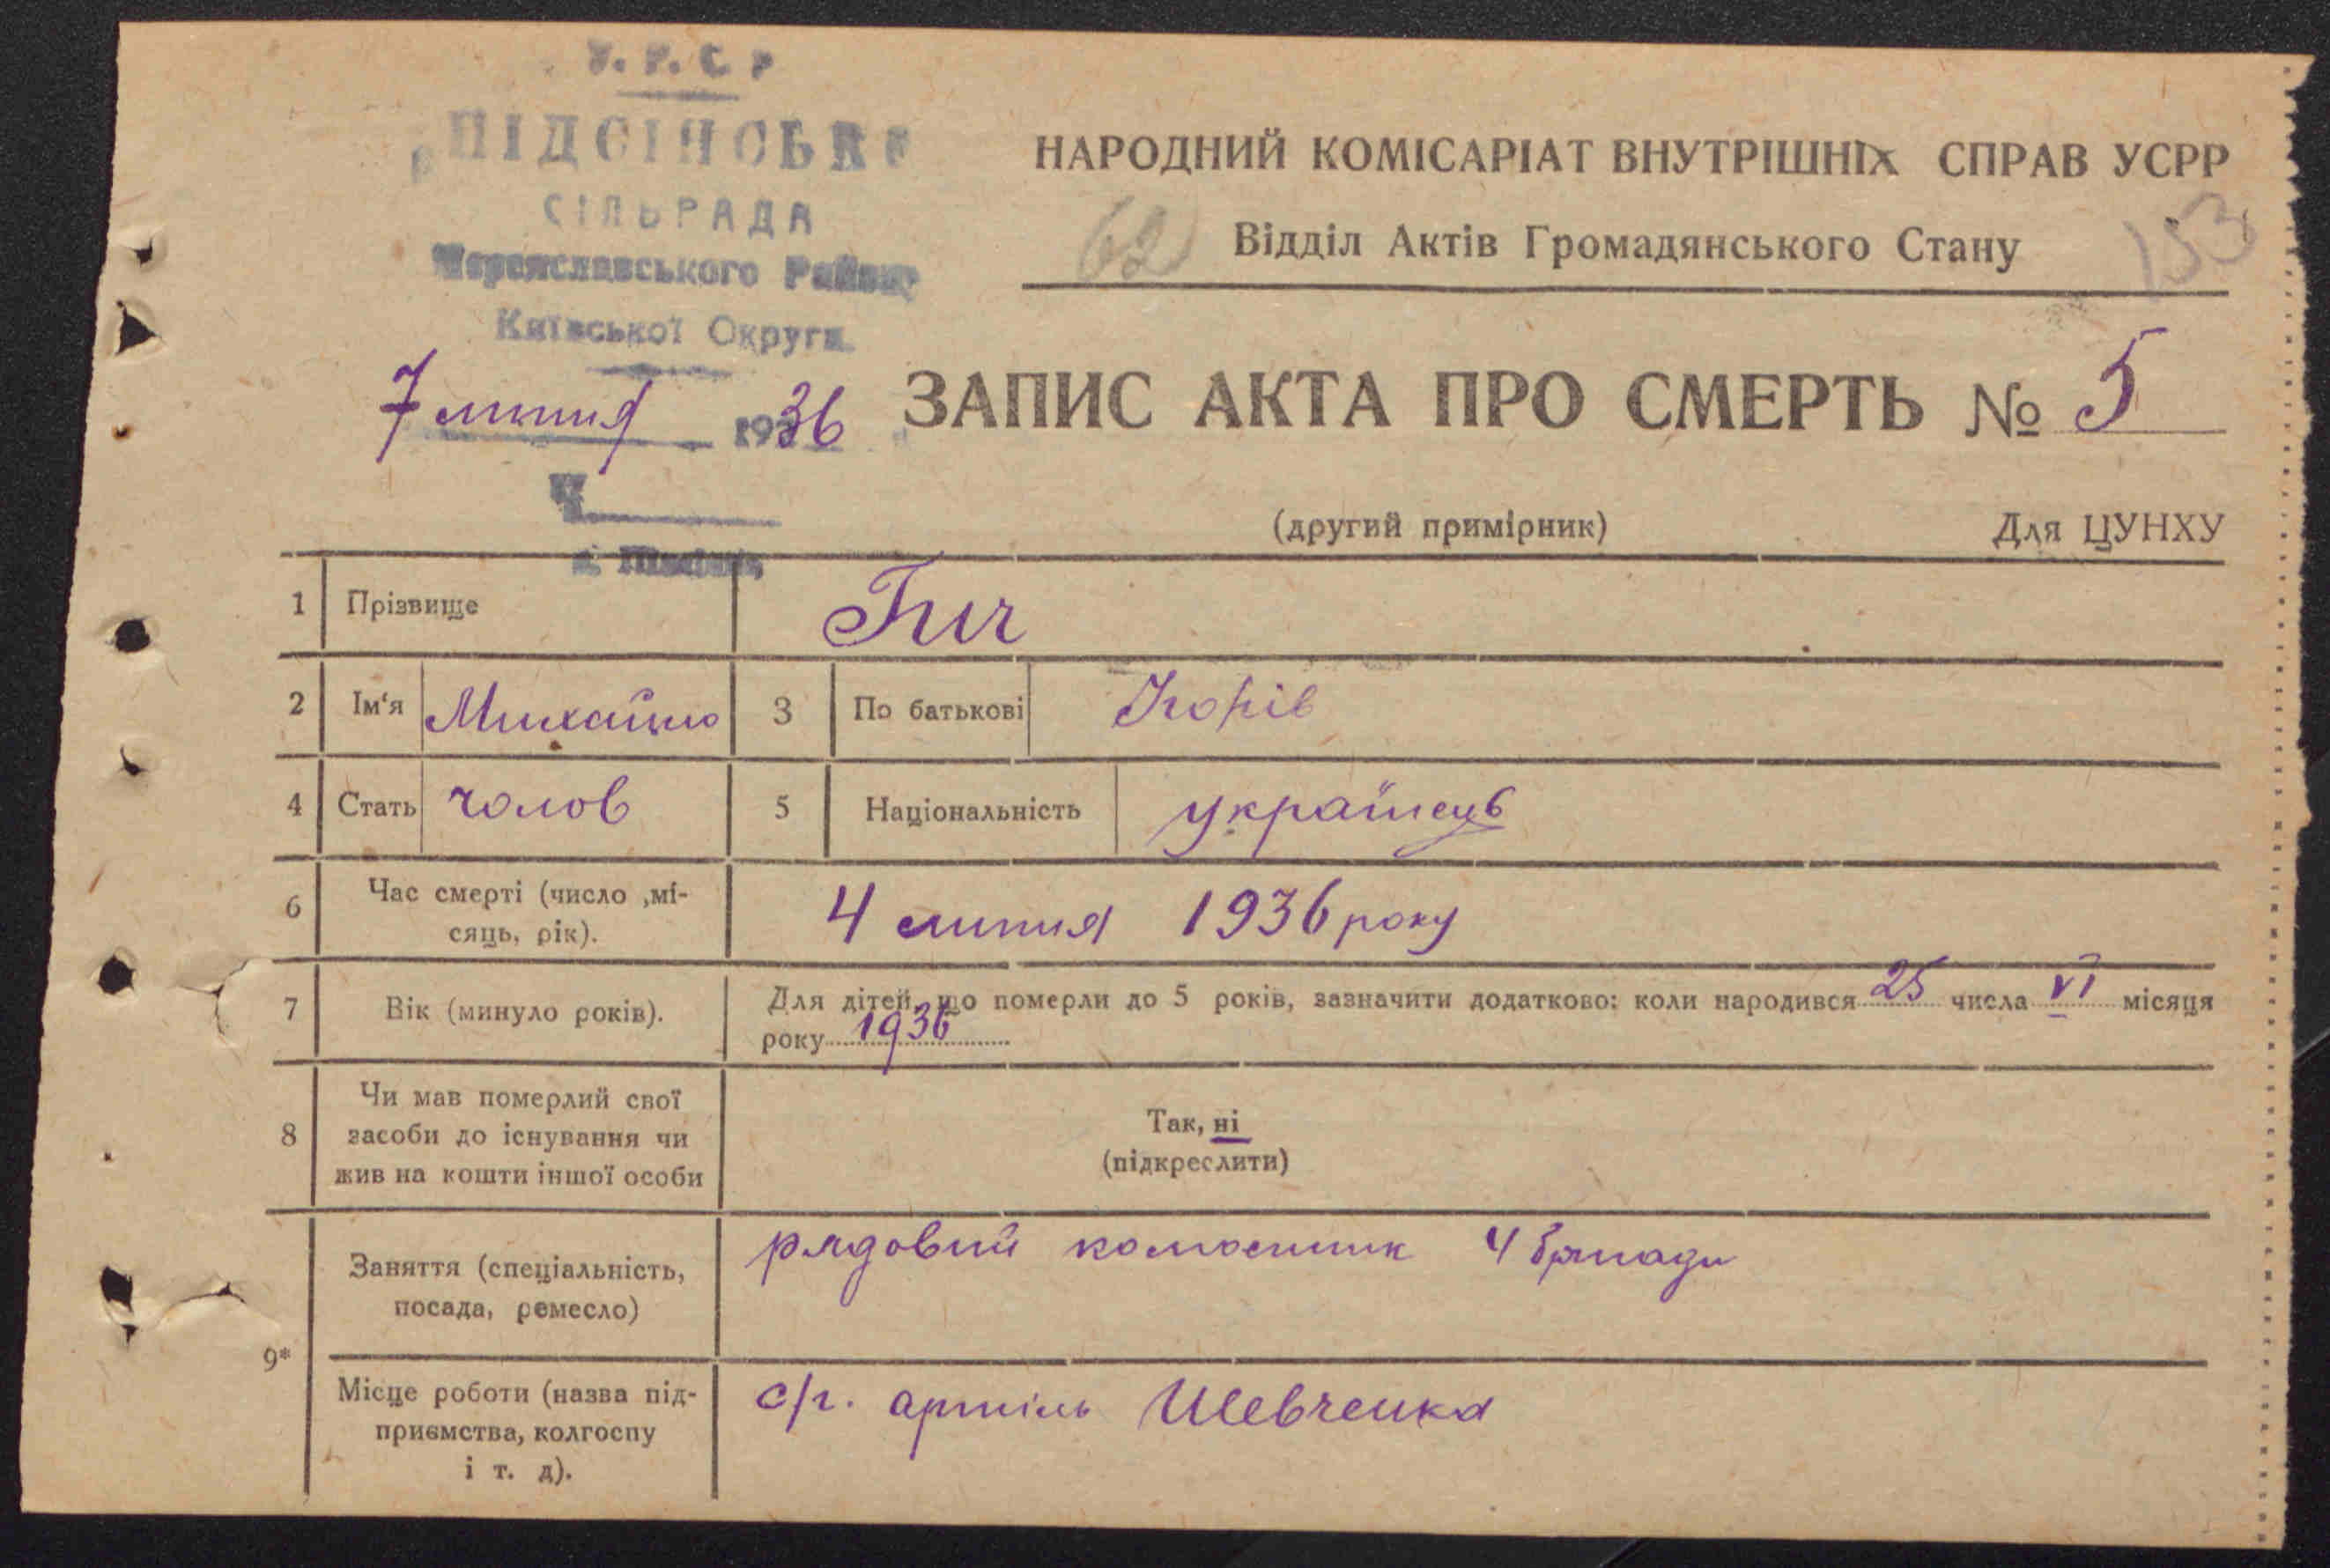 У. Р. С. Р
ПІДСІНСЬКА
СІЛЬРАДА
Переяславського Району
Київської Округи
7 липня 1936
Ч.
НАРОДНИЙ КОМІСАРІАТ ВНУТРІШНІХ СПРАВ УСРР
62 Відділ Актів Громадянського Стану 153
ЗАПИС АКТА ПРО СМЕРТЬ № 5
(другий примірник) Для ЦУНХУ
1 Прізвище Гич
2 Ім'я Михайло 3 По батькові
4 Стать чолов 5 Національність українець
6 Час смерті (число ,мі-
сяць, рік). 4 липня 1936 року
7 Вік (минуло років). Для дітей, що померли до 5 років, зазначити додатково: коли народився 25 числа VI місяця
року 1936
8 Чи мав померлий свої
засоби до існування чи
жив на кошти іншої особи
Так, ні
(підкреслити)
9* Заняття (спеціальність,
посада, ремесло)
рядовий колгоспник 4 бригади
Місце роботи (назва під-
приємства, колгоспу
і т. д).
с/г. артіль Шевченка